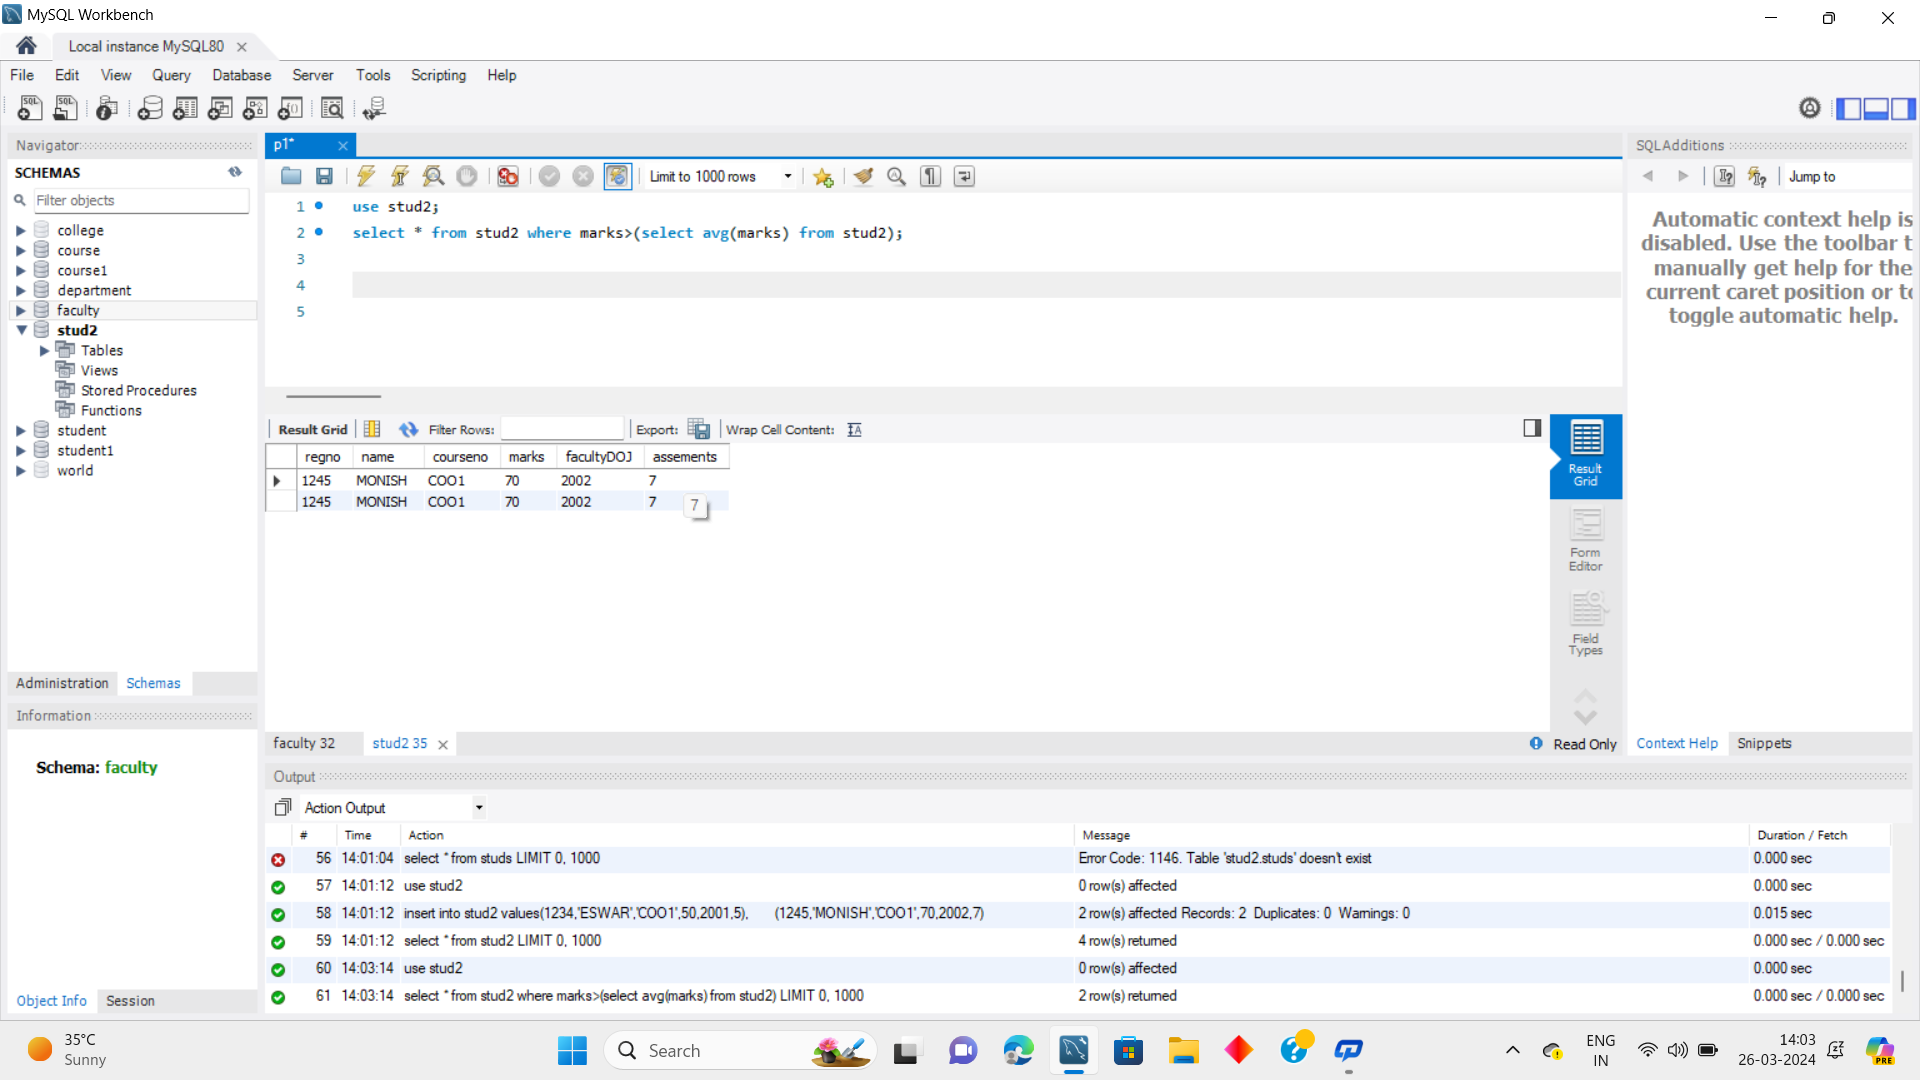 MySQL Workbench
Local instance MySQL80
File Edit View Query Database Server Tools Scripting Help
Navigator
SCHEMAS
Filter objects
college
course
course1
department
faculty
stud2
Tables
Views
Stored Procedures
Functions
student
student1
world
Administration Schemas
Information
Schema: faculty
Object Info Session
p1*
Limit to 1000 rows
1 use stud2;
2 select * from stud2 where marks>(select avg(marks) from stud2);
3
4
5
Result Grid Filter Rows: Export: Wrap Cell Content:
regno name courseno marks facultyDOJ assements
1245 MONISH COO1 70 2002 7
1245 MONISH COO1 70 2002 7
7
Result Grid
Form Editor
Field Types
faculty 32 stud2 35 Read Only
SQLAdditions
Jump to
Automatic context help is
disabled. Use the toolbar t
manually get help for the
current caret position or to
toggle automatic help.
Context Help Snippets
Output
Action Output
# Time Action Message Duration / Fetch
56 14:01:04 select * from studs LIMIT 0, 1000 Error Code: 1146. Table 'stud2.studs' doesn't exist 0.000 sec
57 14:01:12 use stud2 0 row(s) affected 0.000 sec
58 14:01:12 insert into stud2 values(1234,'ESWAR','COO1',50,2001,5), (1245,'MONISH','COO1',70,2002,7) 2 row(s) affected Records: 2 Duplicates: 0 Warnings: 0 0.015 sec
59 14:01:12 select * from stud2 LIMIT 0, 1000 4 row(s) returned 0.000 sec / 0.000 sec
60 14:03:14 use stud2 0 row(s) affected 0.000 sec
61 14:03:14 select * from stud2 where marks>(select avg(marks) from stud2) LIMIT 0, 1000 2 row(s) returned 0.000 sec / 0.000 sec
35°C
Sunny
Search
ENG
IN
14:03
26-03-2024
PRE